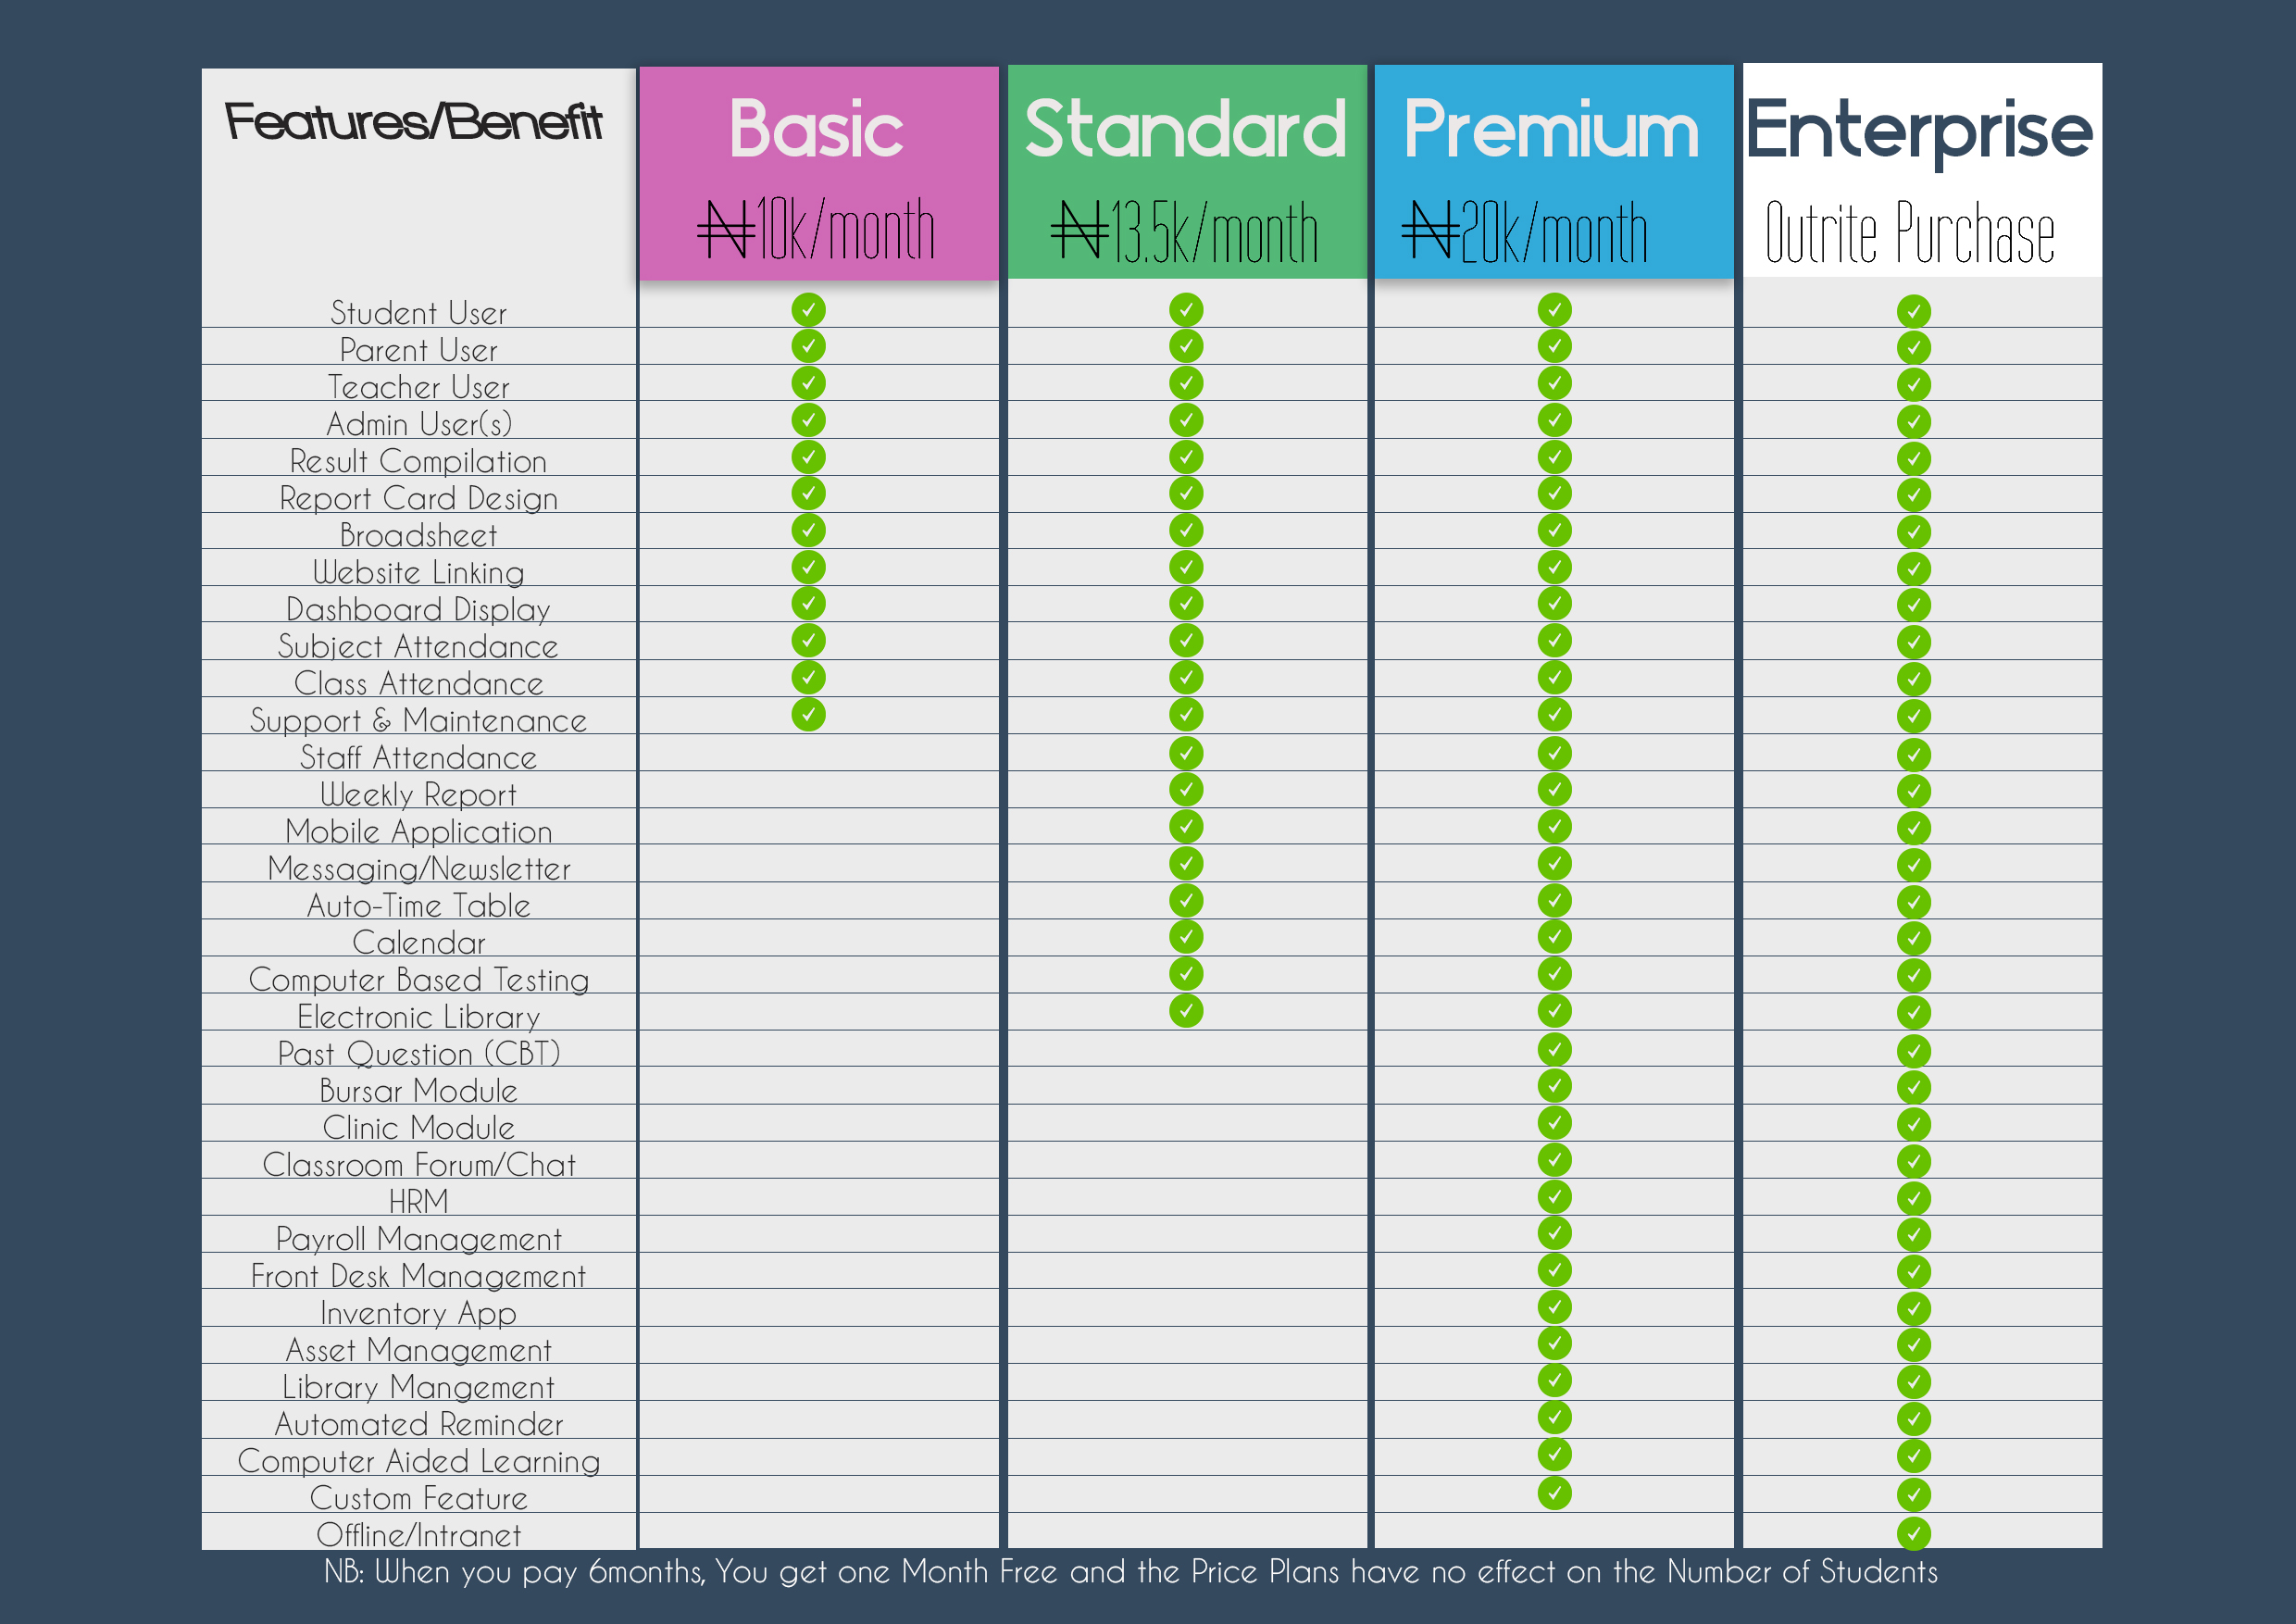 Features/Benefit
Basic
Standard
Premium
Enterprise
₦10k/month
₦13.5k/month
₦20k/month
Outrite Purchase
Student User
Parent User
Teacher User
Admin User(s)
Result Compilation
Report Card Design
Broadsheet
Website Linking
Dashboard Display
Subject Attendance
Class Attendance
Support & Maintenance
Staff Attendance
Weekly Report
Mobile Application
Messaging/Newsletter
Auto-Time Table
Calendar
Computer Based Testing
Electronic Library
Past Question (CBT)
Bursar Module
Clinic Module
Classroom Forum/Chat
HRM
Payroll Management
Front Desk Management
Inventory App
Asset Management
Library Mangement
Automated Reminder
Computer Aided Learning
Custom Feature
Offline/Intranet
NB: When you pay 6months, You get one Month Free and the Price Plans have no effect on the Number of Students